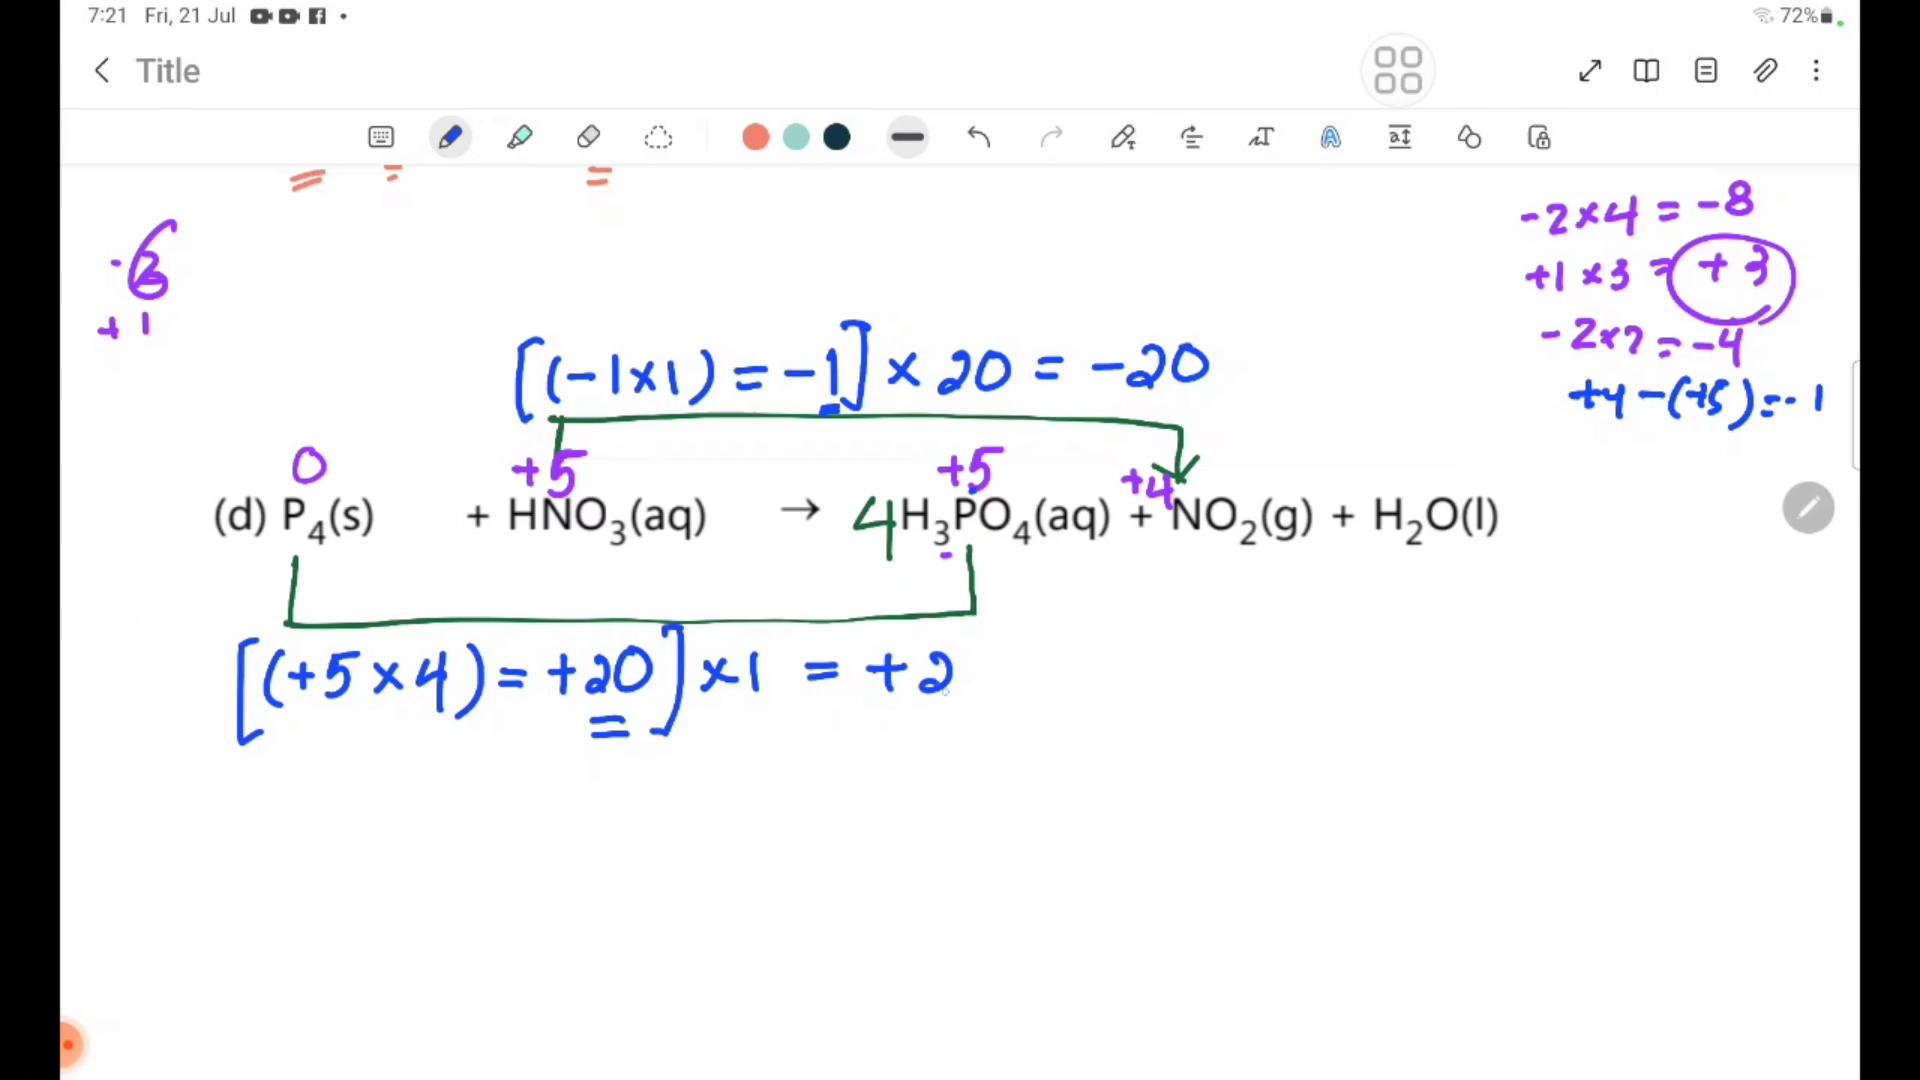 7:21 Fri, 21 Jul
72%
Title
-2×4 = -8
+1×3 = +3
-2×2 = -4
+4-(+5) = -1
+1
[(-1×1) = -1] × 20 = -20
0 +5 +5 +4
(d) P₄(s) + HNO₃(aq) → 4H₃PO₄(aq) + NO₂(g) + H₂O(l)
[(+5×4) = +20] ×1 = +2